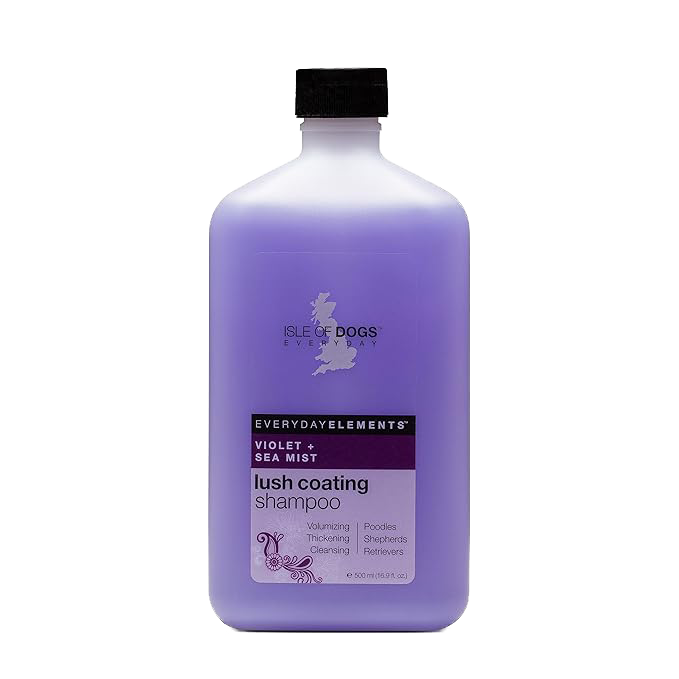 ISLE OF DOGS™
EVERYDAY
EVERYDAYELEMENTS™
VIOLET +
SEA MIST
lush coating
shampoo
Volumizing | Poodles
Thickening | Shepherds
Cleansing | Retrievers
℮ 500 ml (16.9 fl. oz.)